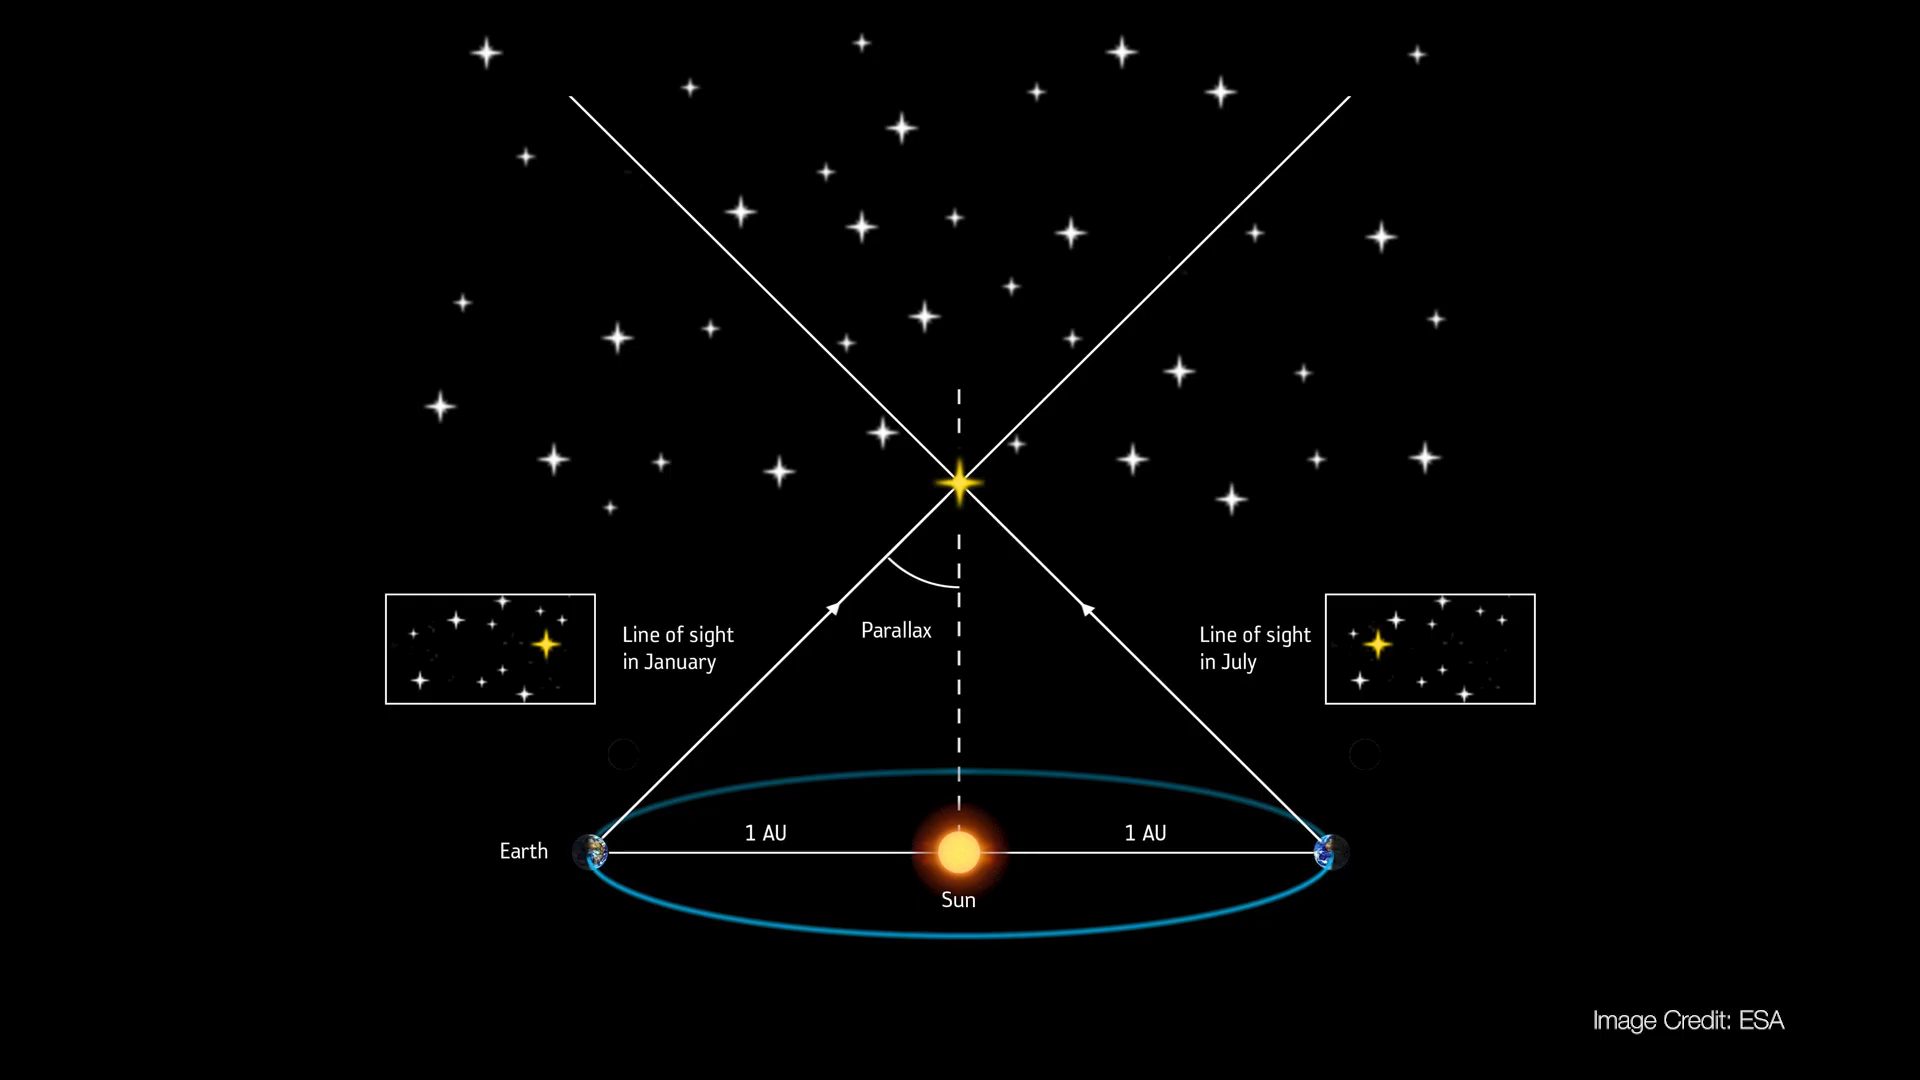 Line of sight
in January
Parallax
Line of sight
in July
1 AU
1 AU
Earth
Sun
Image Credit: ESA